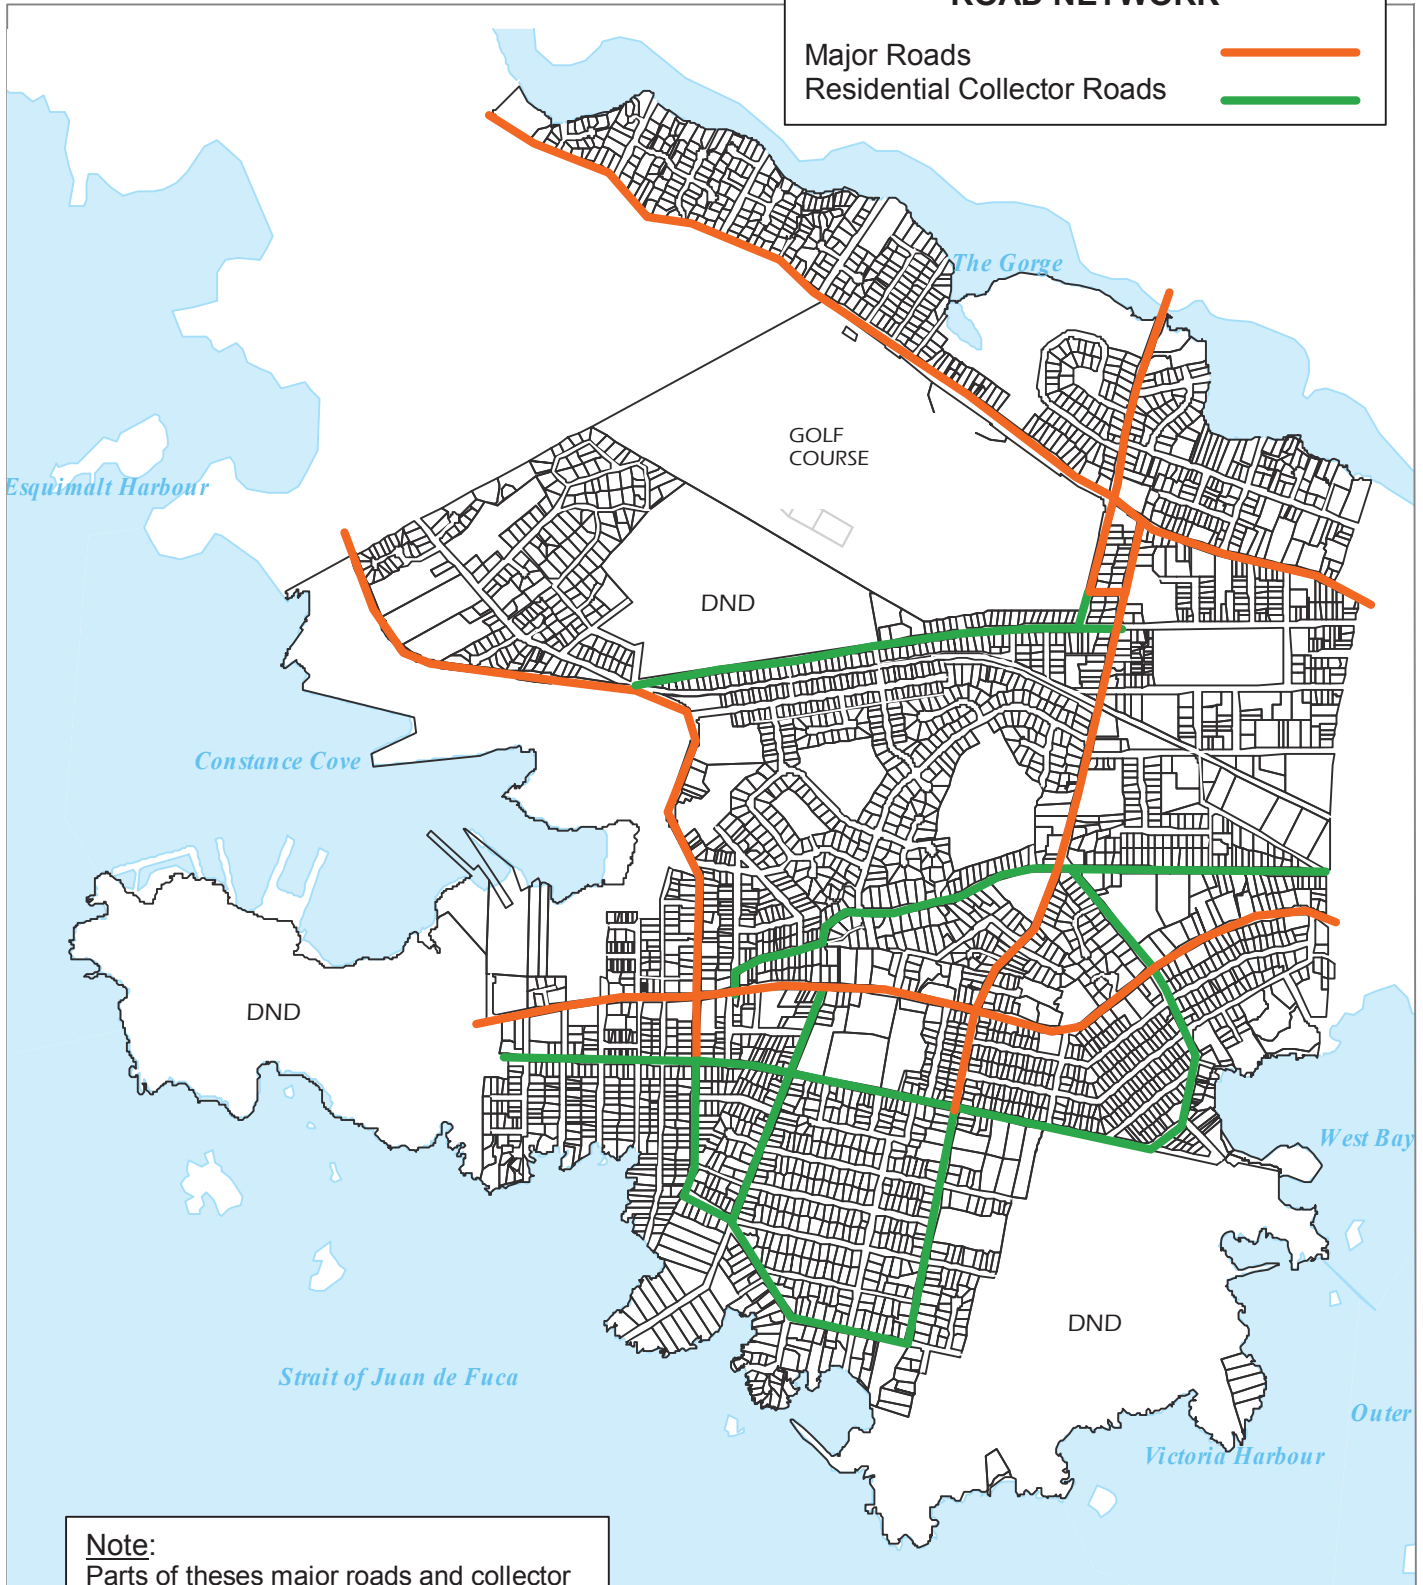 ROAD NETWORK
Major Roads
Residential Collector Roads
The Gorge
GOLF
COURSE
Esquimalt Harbour
DND
Constance Cove
DND
West Bay
DND
Strait of Juan de Fuca
Outer
Victoria Harbour
Note:
Parts of theses major roads and collector